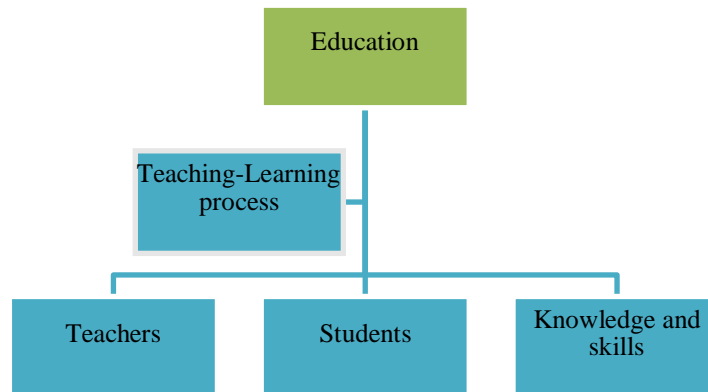 Education
Teaching-Learning
process
Teachers
Students
Knowledge and
skills